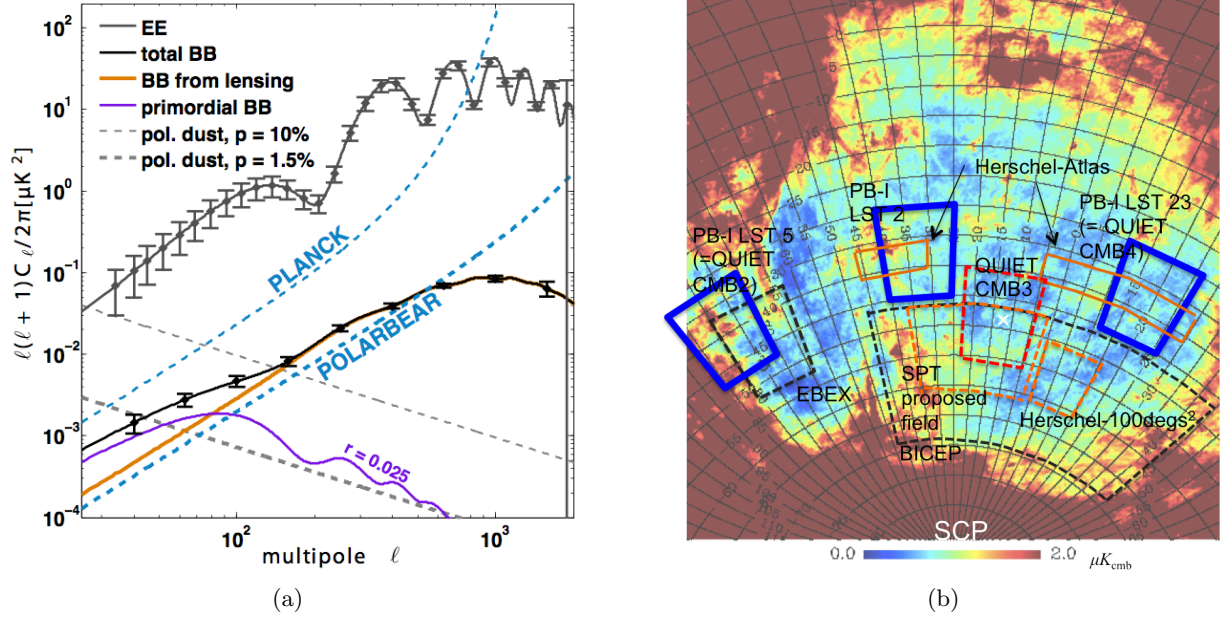 EE
total BB
BB from lensing
primordial BB
pol. dust, p = 10%
pol. dust, p = 1.5%
PLANCK
POLARBEAR
r = 0.025
10²
10¹
10⁰
10⁻¹
10⁻²
10⁻³
10⁻⁴
ℓ(ℓ + 1)C ℓ/2π[μK ²]
10²
10³
multipole ℓ
(a)
Herschel-Atlas
PB-I
LST 2
PB-I LST 23
(= QUIET
CMB4)
PB-I LST 5
(=QUIET
CMB2)
QUIET
CMB3
EBEX
SPT
proposed
field
Herschel-100degs²
BICEP
SCP
0.0
2.0
μK_cmb
(b)